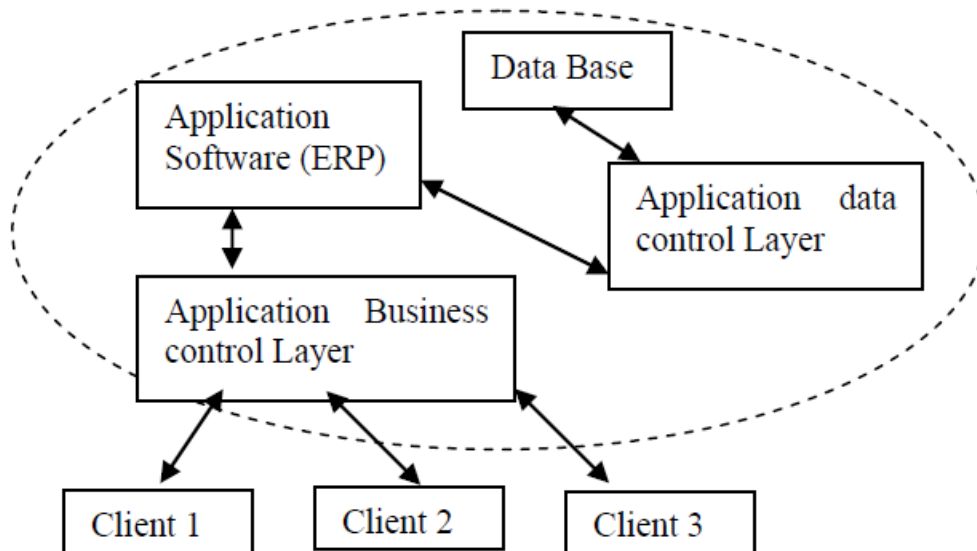 Data Base
Application
Software (ERP)
Application data
control Layer
Application Business
control Layer
Client 1
Client 2
Client 3